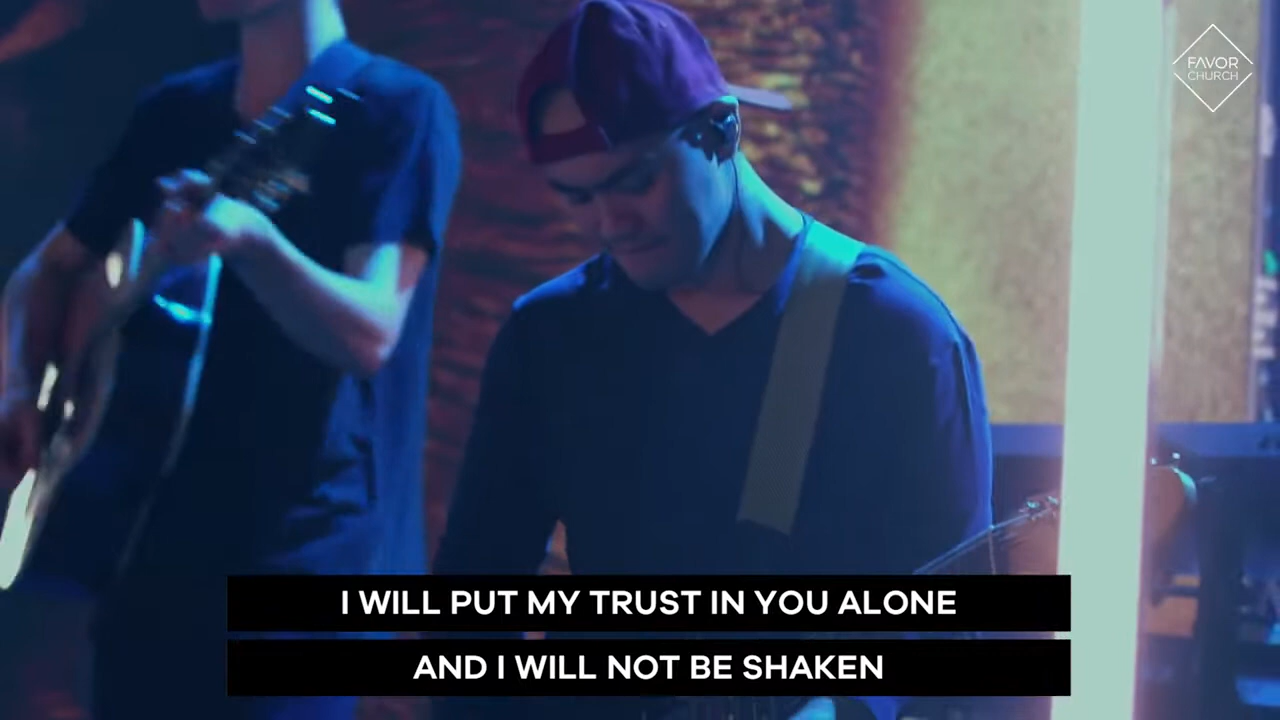 FAVOR
CHURCH
I WILL PUT MY TRUST IN YOU ALONE
AND I WILL NOT BE SHAKEN